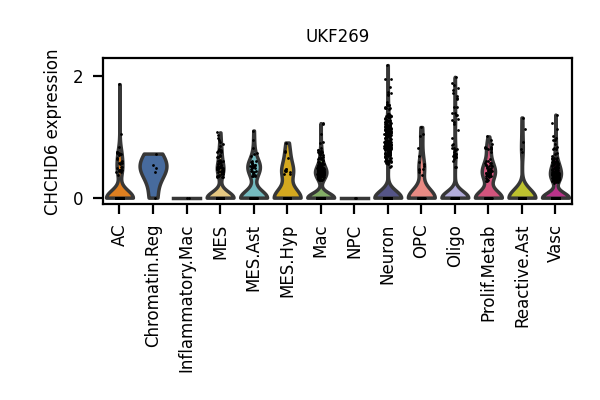 UKF269
CHCHD6 expression
2
0
AC
Chromatin.Reg
Inflammatory.Mac
MES
MES.Ast
MES.Hyp
Mac
NPC
Neuron
OPC
Oligo
Prolif.Metab
Reactive.Ast
Vasc